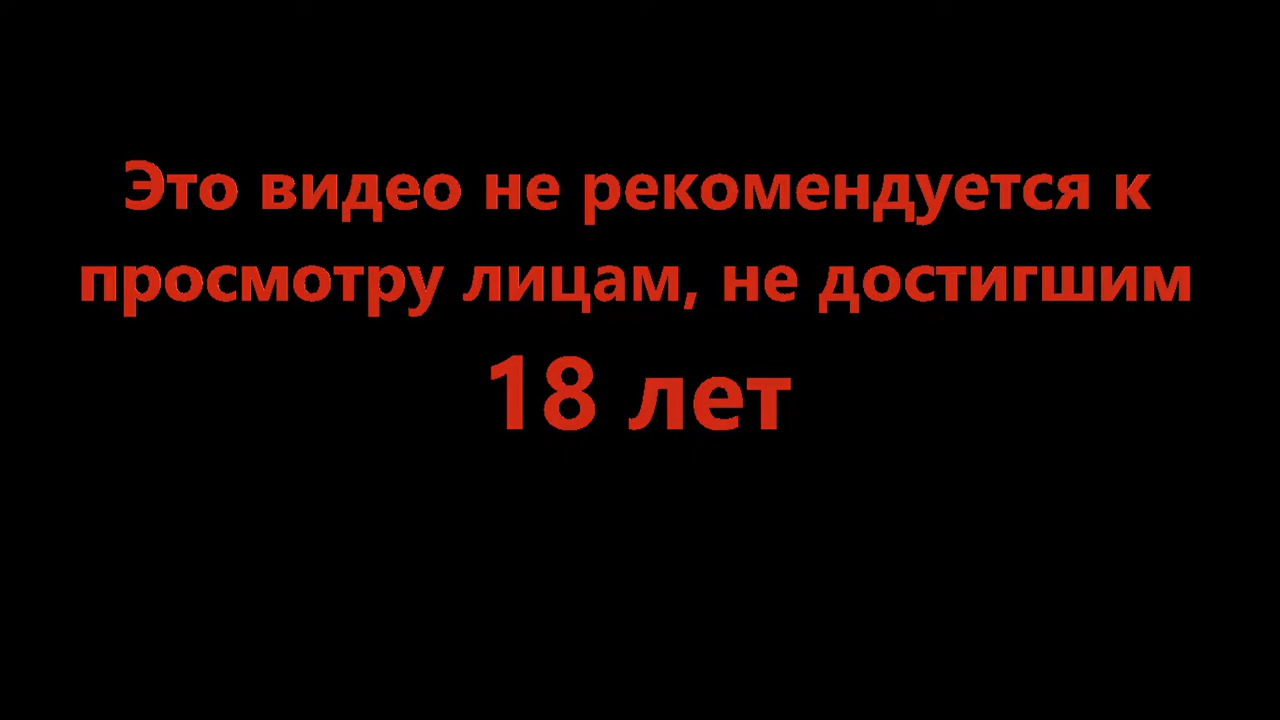 Это видео не рекомендуется к
просмотру лицам, не достигшим
18 лет